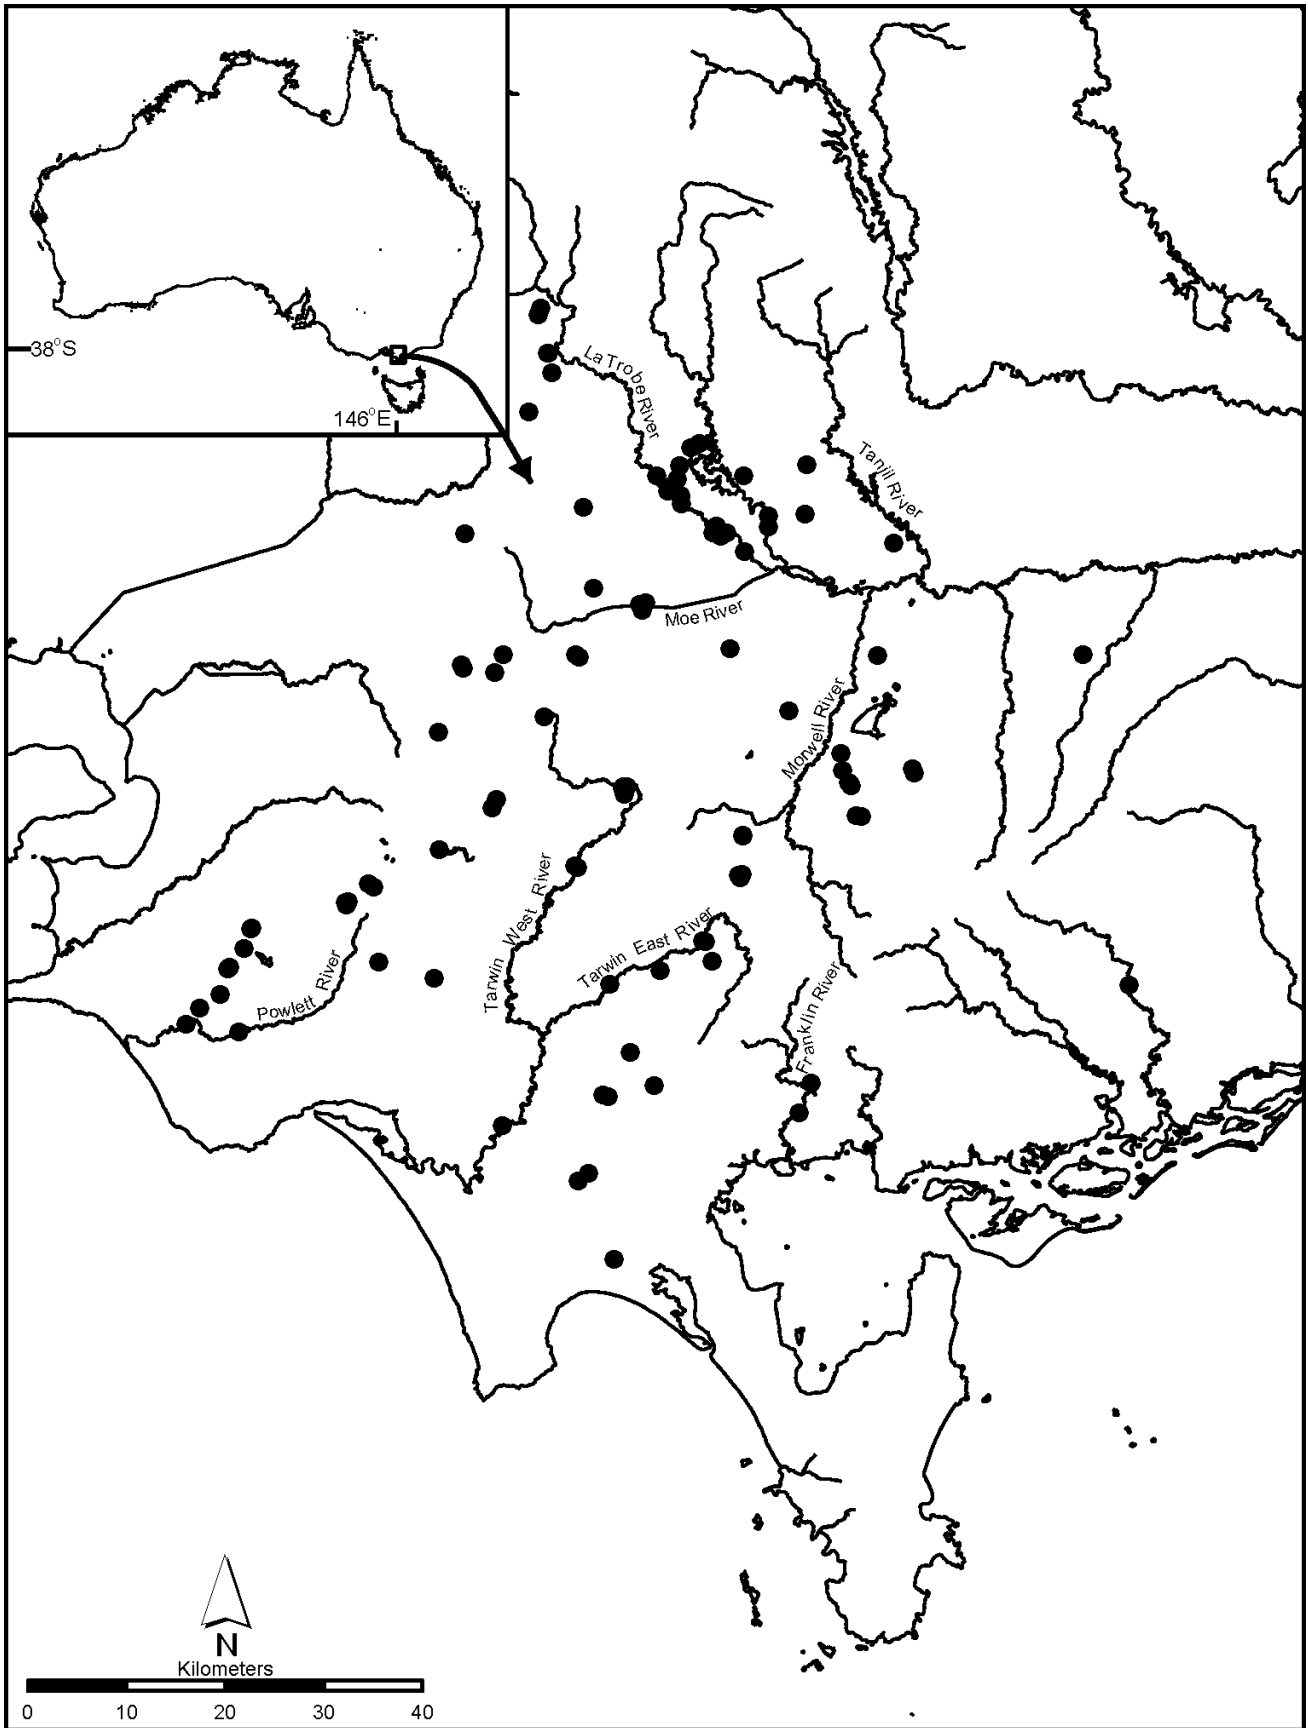 38°S
146°E
La Trobe River
Tanjil River
Moe River
Morwell River
Tarwin West River
Tarwin East River
Powlett River
Franklin River
N
Kilometers
0 10 20 30 40